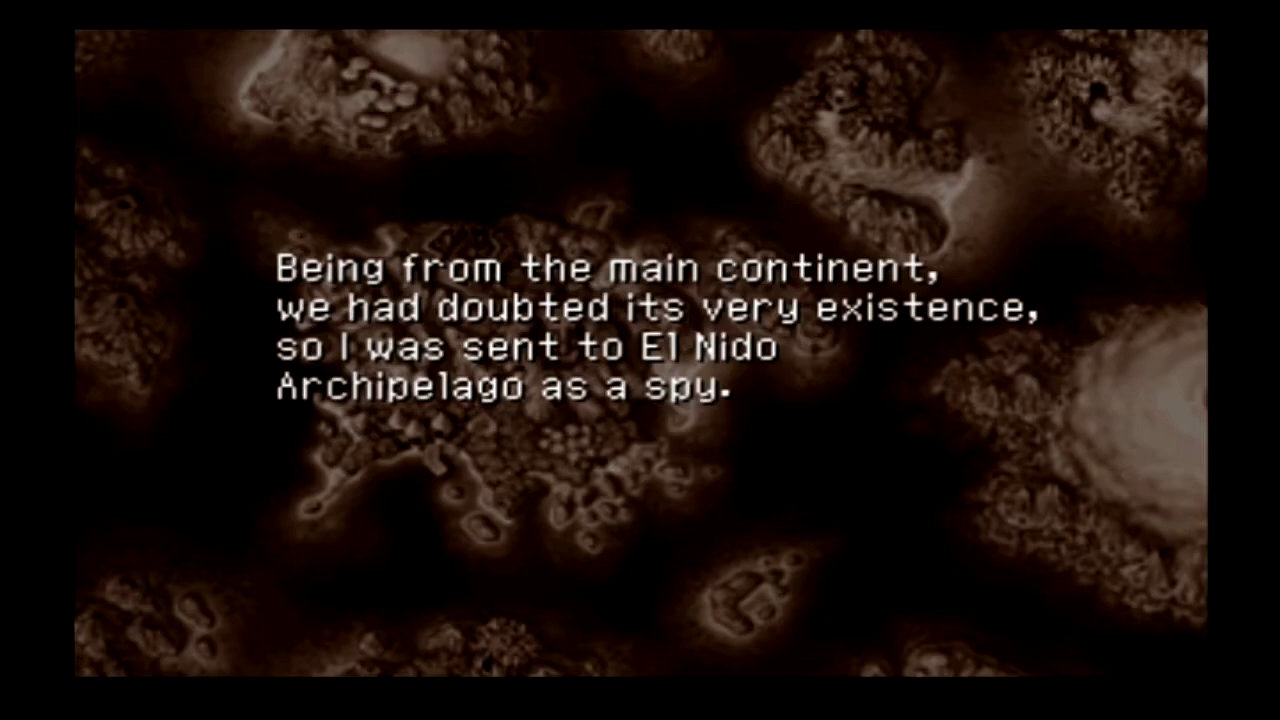 Being from the main continent,
we had doubted its very existence,
so I was sent to El Nido
Archipelago as a spy.